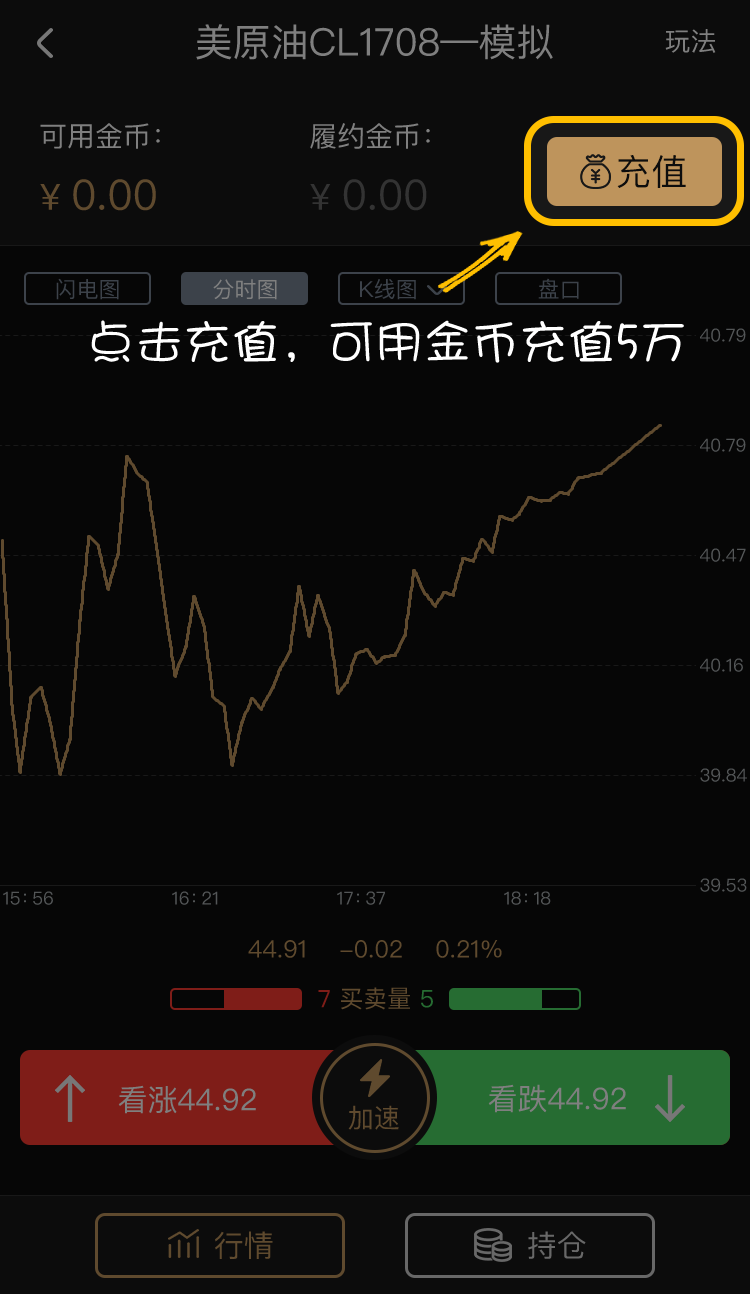 美原油CL1708—模拟
玩法
可用金币：
履约金币：
¥ 0.00
¥ 0.00
¥充值
闪电图
分时图
K线图
盘口
点击充值，可用金币充值5万
40.79
40.79
40.47
40.16
39.84
39.53
15:56
16:21
17:37
18:18
44.91 −0.02 0.21%
7 买卖量 5
看涨44.92
加速
看跌44.92
行情
持仓